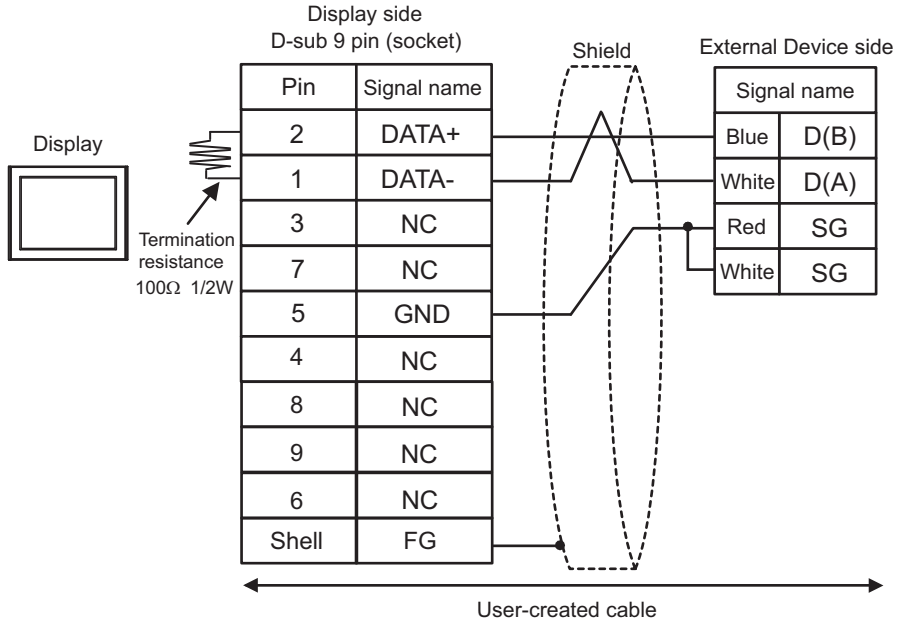 Display side
D-sub 9 pin (socket)
Shield
External Device side
Pin Signal name
Signal name
2 DATA+
Blue D(B)
Display
1 DATA-
White D(A)
3 NC
Red SG
Termination
resistance
100Ω 1/2W
7 NC
White SG
5 GND
4 NC
8 NC
9 NC
6 NC
Shell FG
User-created cable